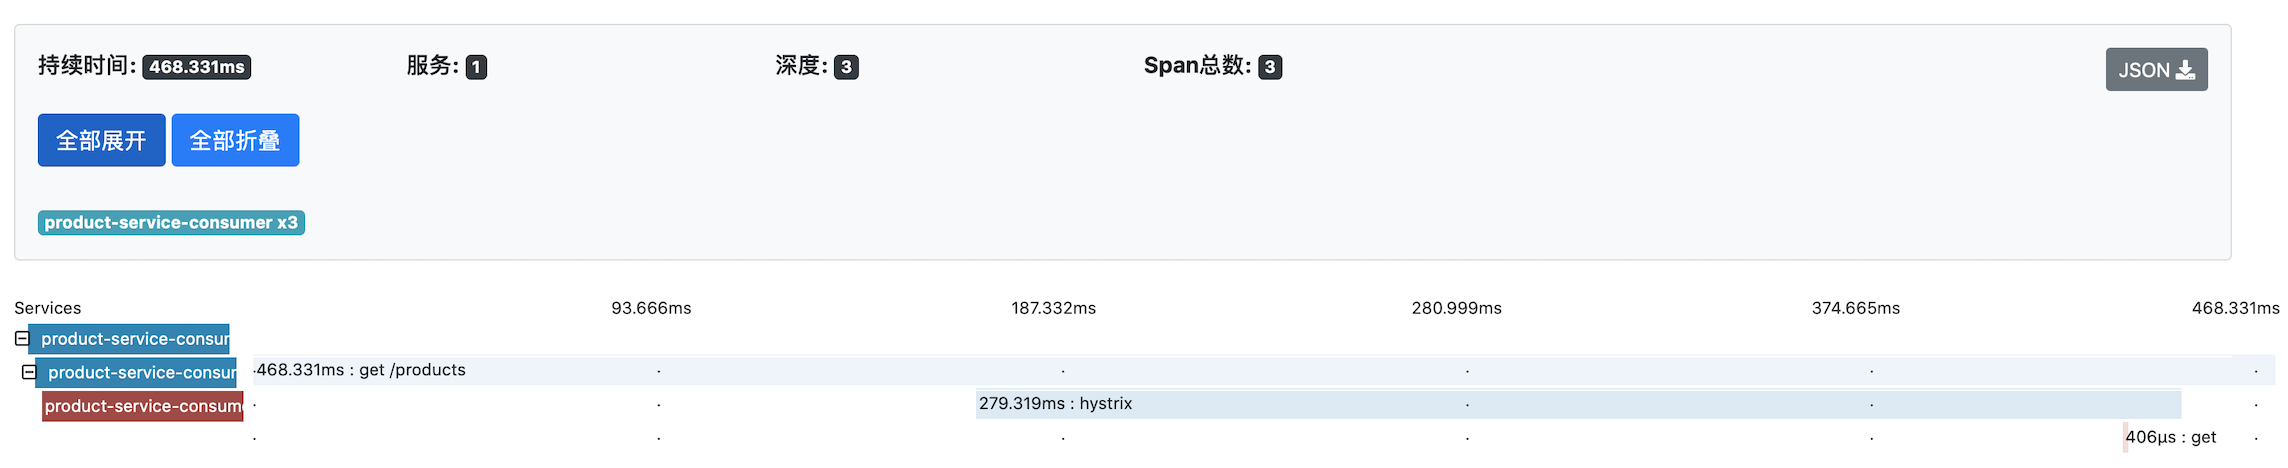 持续时间: 468.331ms 服务: 1 深度: 3 Span总数: 3 JSON
全部展开 全部折叠
product-service-consumer x3
Services 93.666ms 187.332ms 280.999ms 374.665ms 468.331ms
product-service-consur
product-service-consur 468.331ms : get /products
product-service-consume 279.319ms : hystrix
406μs : get